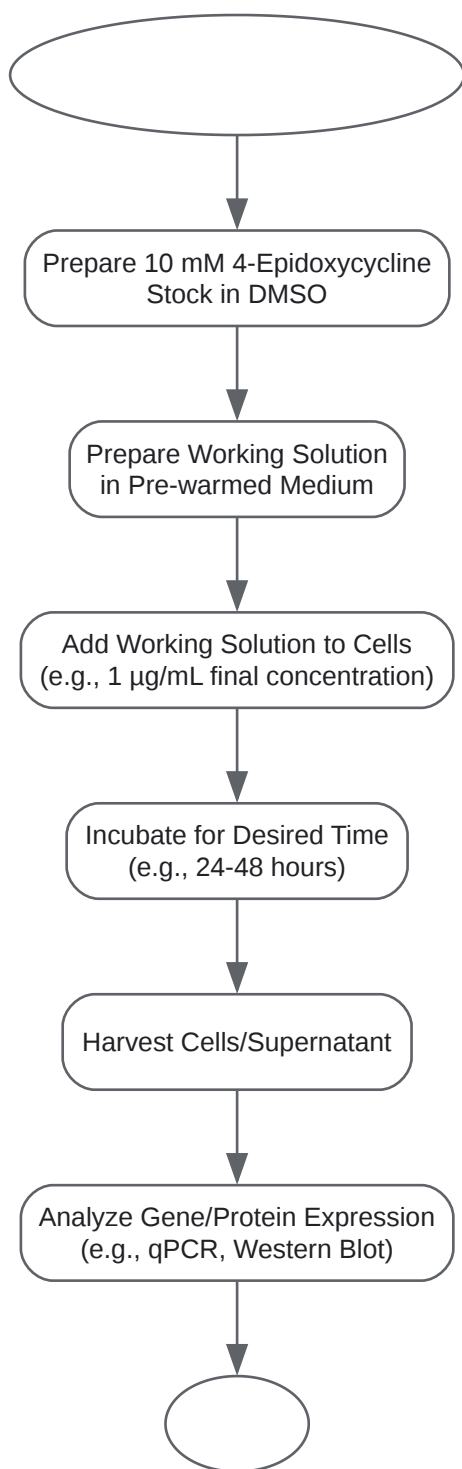 Prepare 10 mM 4-Epidoxycycline
Stock in DMSO
Prepare Working Solution
in Pre-warmed Medium
Add Working Solution to Cells
(e.g., 1 µg/mL final concentration)
Incubate for Desired Time
(e.g., 24-48 hours)
Harvest Cells/Supernatant
Analyze Gene/Protein Expression
(e.g., qPCR, Western Blot)